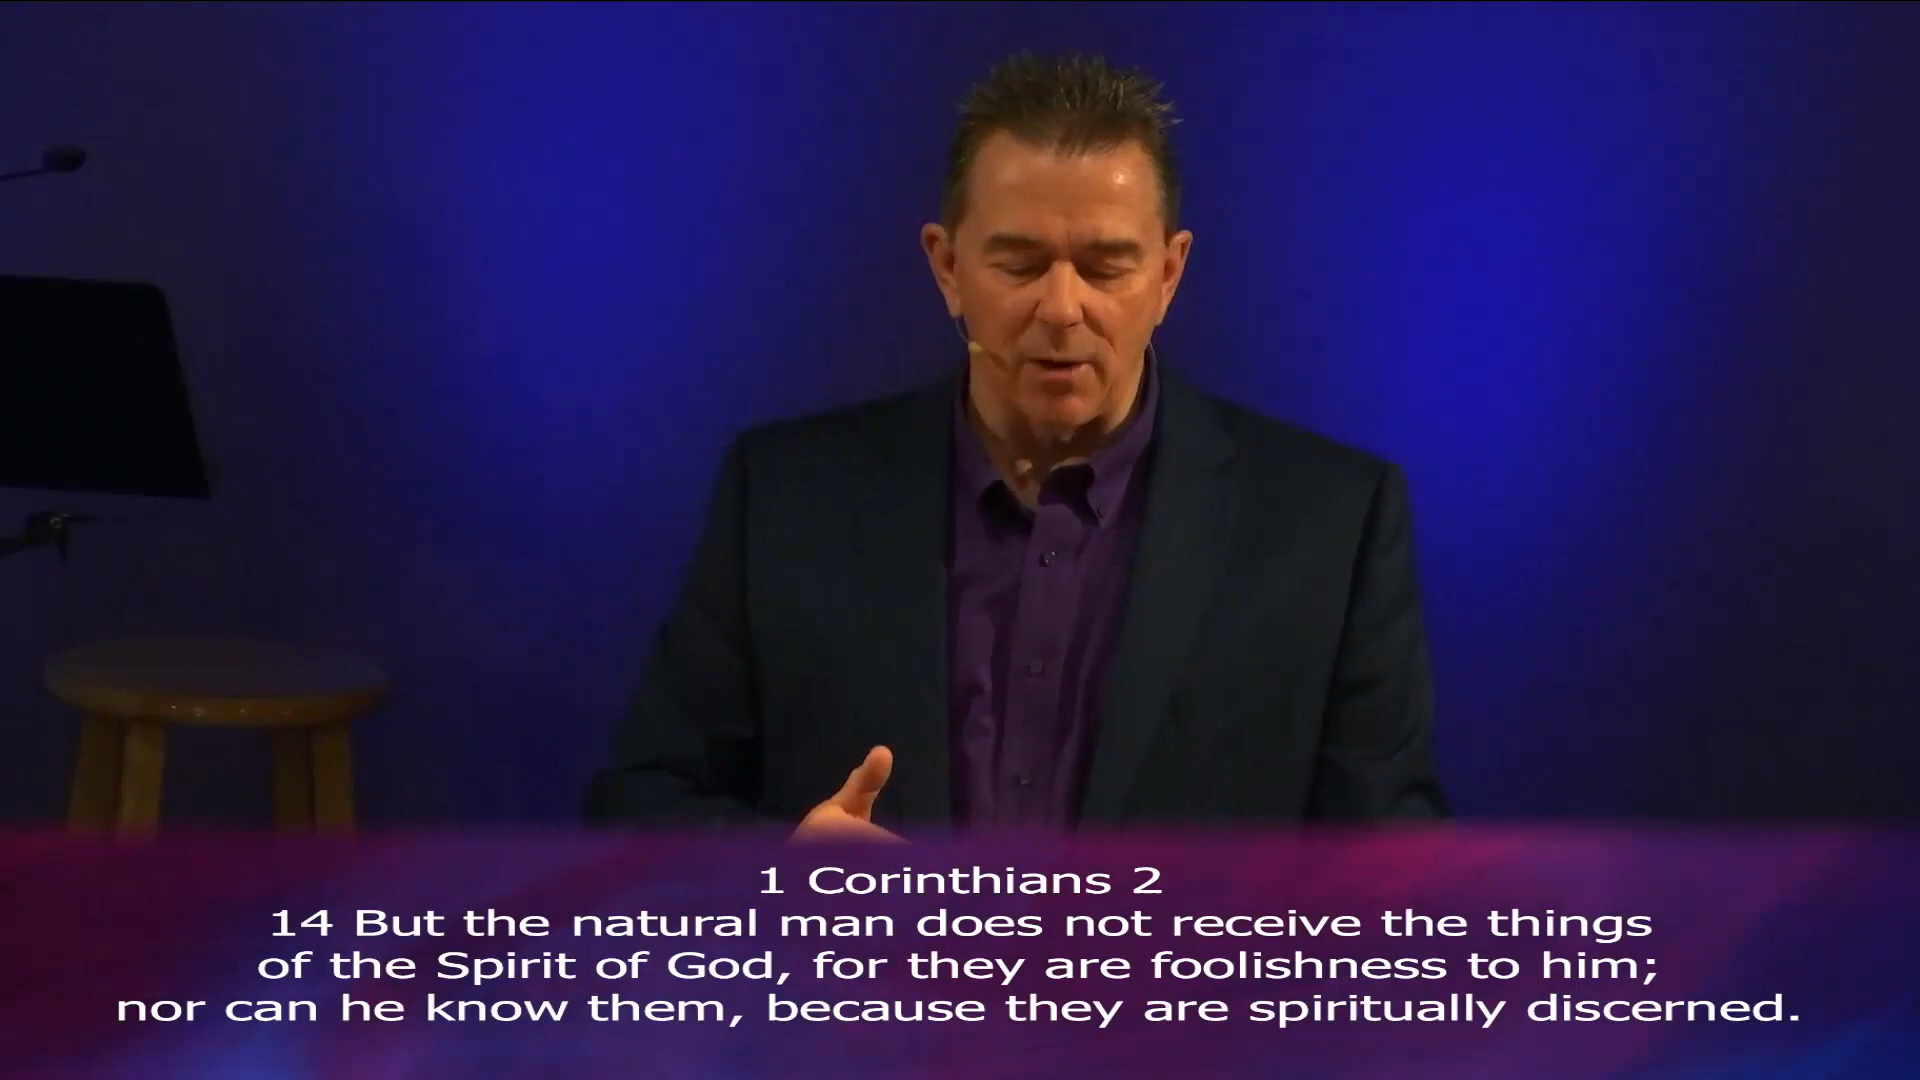 1 Corinthians 2
14 But the natural man does not receive the things
of the Spirit of God, for they are foolishness to him;
nor can he know them, because they are spiritually discerned.